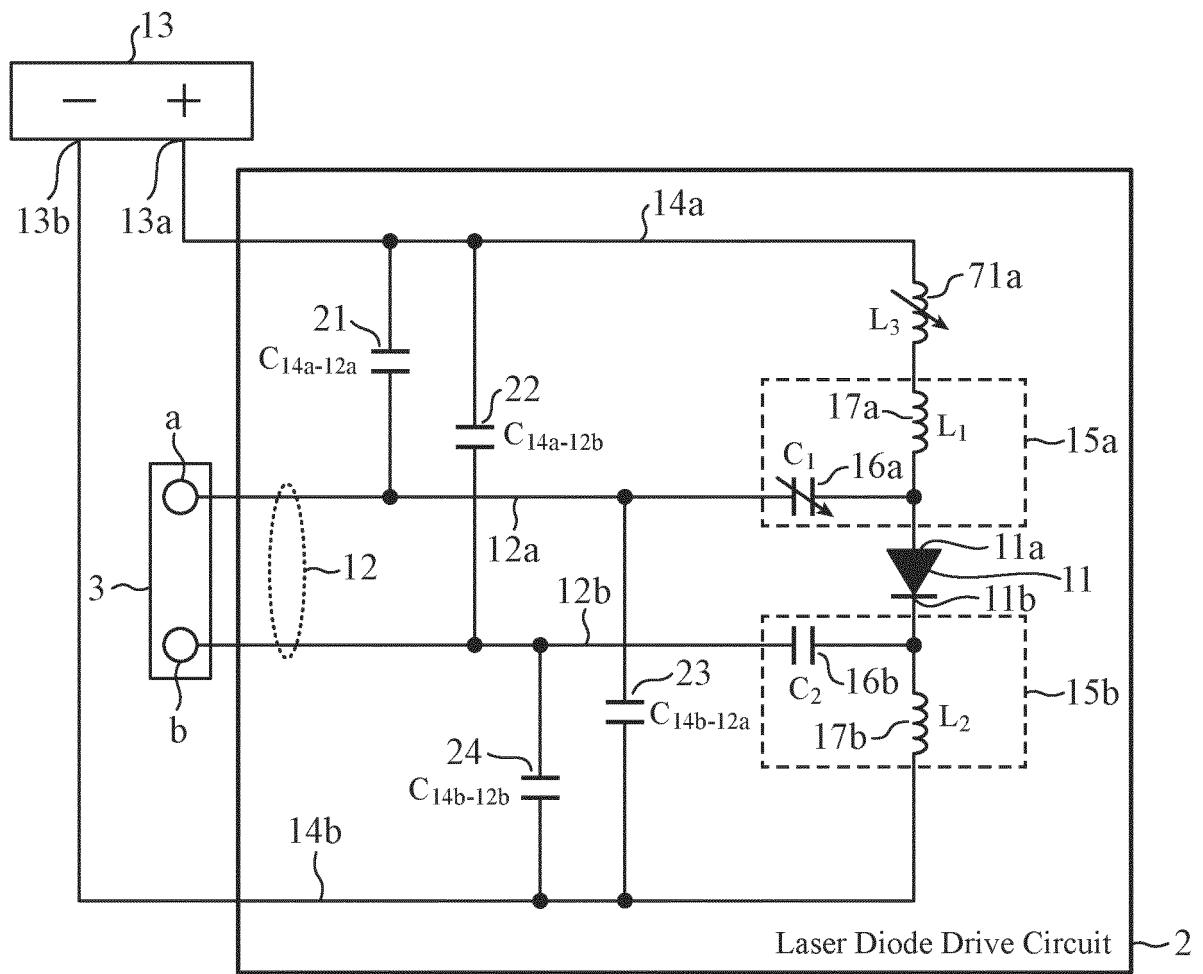 13
− +
13b 13a
14a
71a
L3
21
C14a-12a
22
C14a-12b
17a L1
15a
a
C1 16a
12a
11a
11
3
12
12b
11b
23
C14b-12a
C2 16b
15b
17b L2
b
24
C14b-12b
14b
Laser Diode Drive Circuit
2